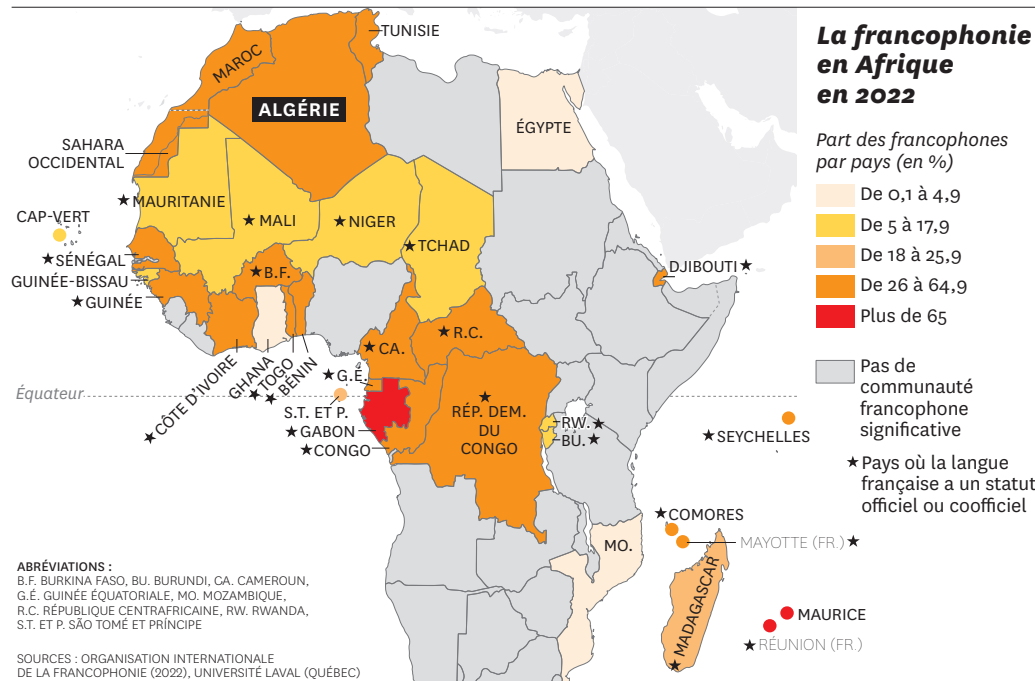 La francophonie
en Afrique
en 2022
Part des francophones
par pays (en %)
De 0,1 à 4,9
De 5 à 17,9
De 18 à 25,9
De 26 à 64,9
Plus de 65
Pas de
communauté
francophone
significative
★Pays où la langue
française a un statut
officiel ou coofficiel
TUNISIE
MAROC
ALGÉRIE
ÉGYPTE
SAHARA
OCCIDENTAL
★MAURITANIE
★MALI
★NIGER
★TCHAD
CAP-VERT
★SÉNÉGAL
GUINÉE-BISSAU
★GUINÉE
★B.F.
DJIBOUTI★
★R.C.
★CA.
★CÔTE D'IVOIRE
GHANA
★TOGO
★BÉNIN
★G.É.
Équateur
S.T. ET P.
★GABON
★CONGO
★
RÉP. DEM.
DU
CONGO
RW.★
BU.★
★SEYCHELLES
★COMORES
MAYOTTE (FR.)★
MO.
★MADAGASCAR
MAURICE
★RÉUNION (FR.)
ABRÉVIATIONS :
B.F. BURKINA FASO, BU. BURUNDI, CA. CAMEROUN,
G.É. GUINÉE ÉQUATORIALE, MO. MOZAMBIQUE,
R.C. RÉPUBLIQUE CENTRAFRICAINE, RW. RWANDA,
S.T. ET P. SÃO TOMÉ ET PRÍNCIPE
SOURCES : ORGANISATION INTERNATIONALE
DE LA FRANCOPHONIE (2022), UNIVERSITÉ LAVAL (QUÉBEC)